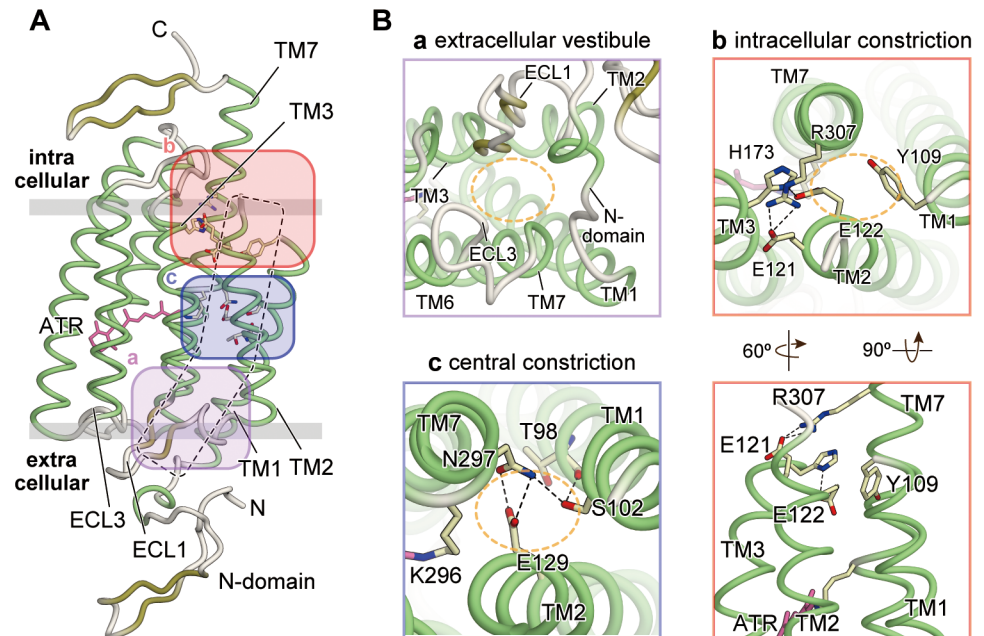 A
C
TM7
TM3
b
intra
cellular
c
ATR
a
extra
cellular
TM1
TM2
N
ECL3
ECL1
N-domain
B
a extracellular vestibule
ECL1
TM2
TM3
N-
domain
ECL3
TM6
TM7
TM1
b intracellular constriction
TM7
R307
H173
Y109
TM3
E122
TM1
E121
TM2
60º
90º
c central constriction
TM7
T98
TM1
N297
S102
K296
E129
TM2
R307
TM7
E121
Y109
E122
TM3
ATR
TM2
TM1